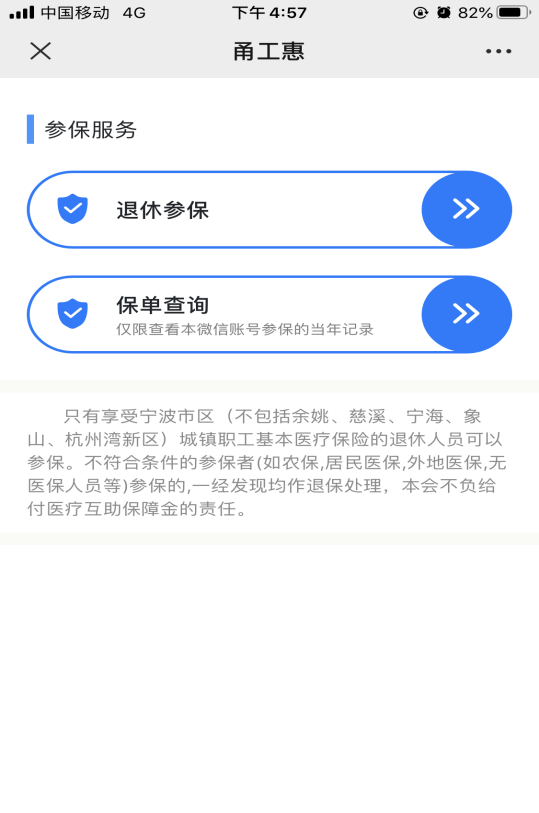 中国移动 4G 下午 4:57 82%
甬工惠
参保服务
退休参保
保单查询
仅限查看本微信账号参保的当年记录
只有享受宁波市区（不包括余姚、慈溪、宁海、象
山、杭州湾新区）城镇职工基本医疗保险的退休人员可以
参保。不符合条件的参保者(如农保,居民医保,外地医保,无
医保人员等)参保的,一经发现均作退保处理，本会不负给
付医疗互助保障金的责任。